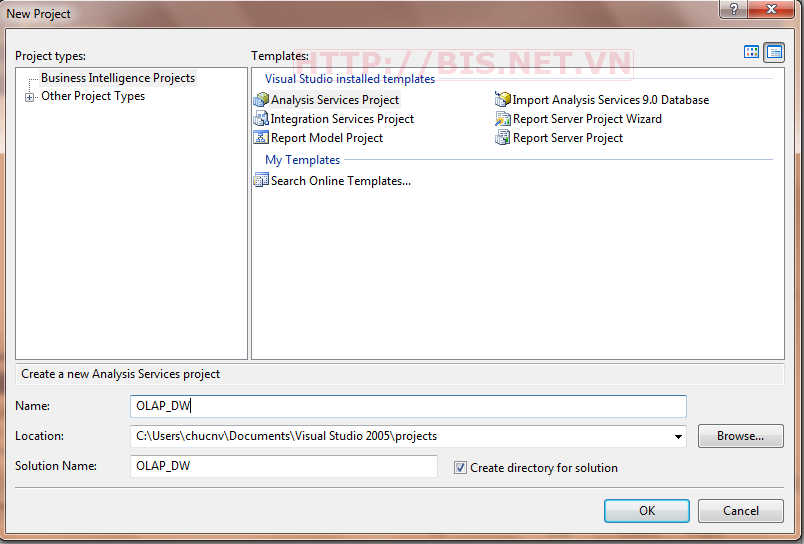 New Project
Project types:
Templates:
HTTP://BIS.NET.VN
Business Intelligence Projects
Other Project Types
Visual Studio installed templates
Analysis Services Project
Import Analysis Services 9.0 Database
Integration Services Project
Report Server Project Wizard
Report Model Project
Report Server Project
My Templates
Search Online Templates...
Create a new Analysis Services project
Name:
OLAP_DW
Location:
C:\Users\chucnv\Documents\Visual Studio 2005\projects
Browse...
Solution Name:
OLAP_DW
Create directory for solution
OK
Cancel